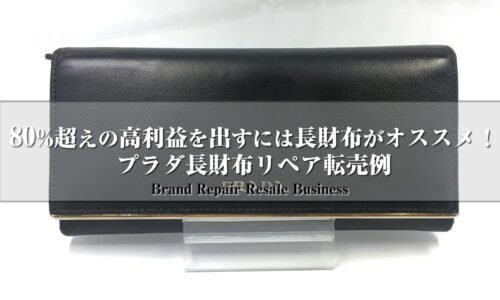 80%超えの高利益を出すには長財布がオススメ！
プラダ長財布リペア転売例
Brand Repair Resale Business